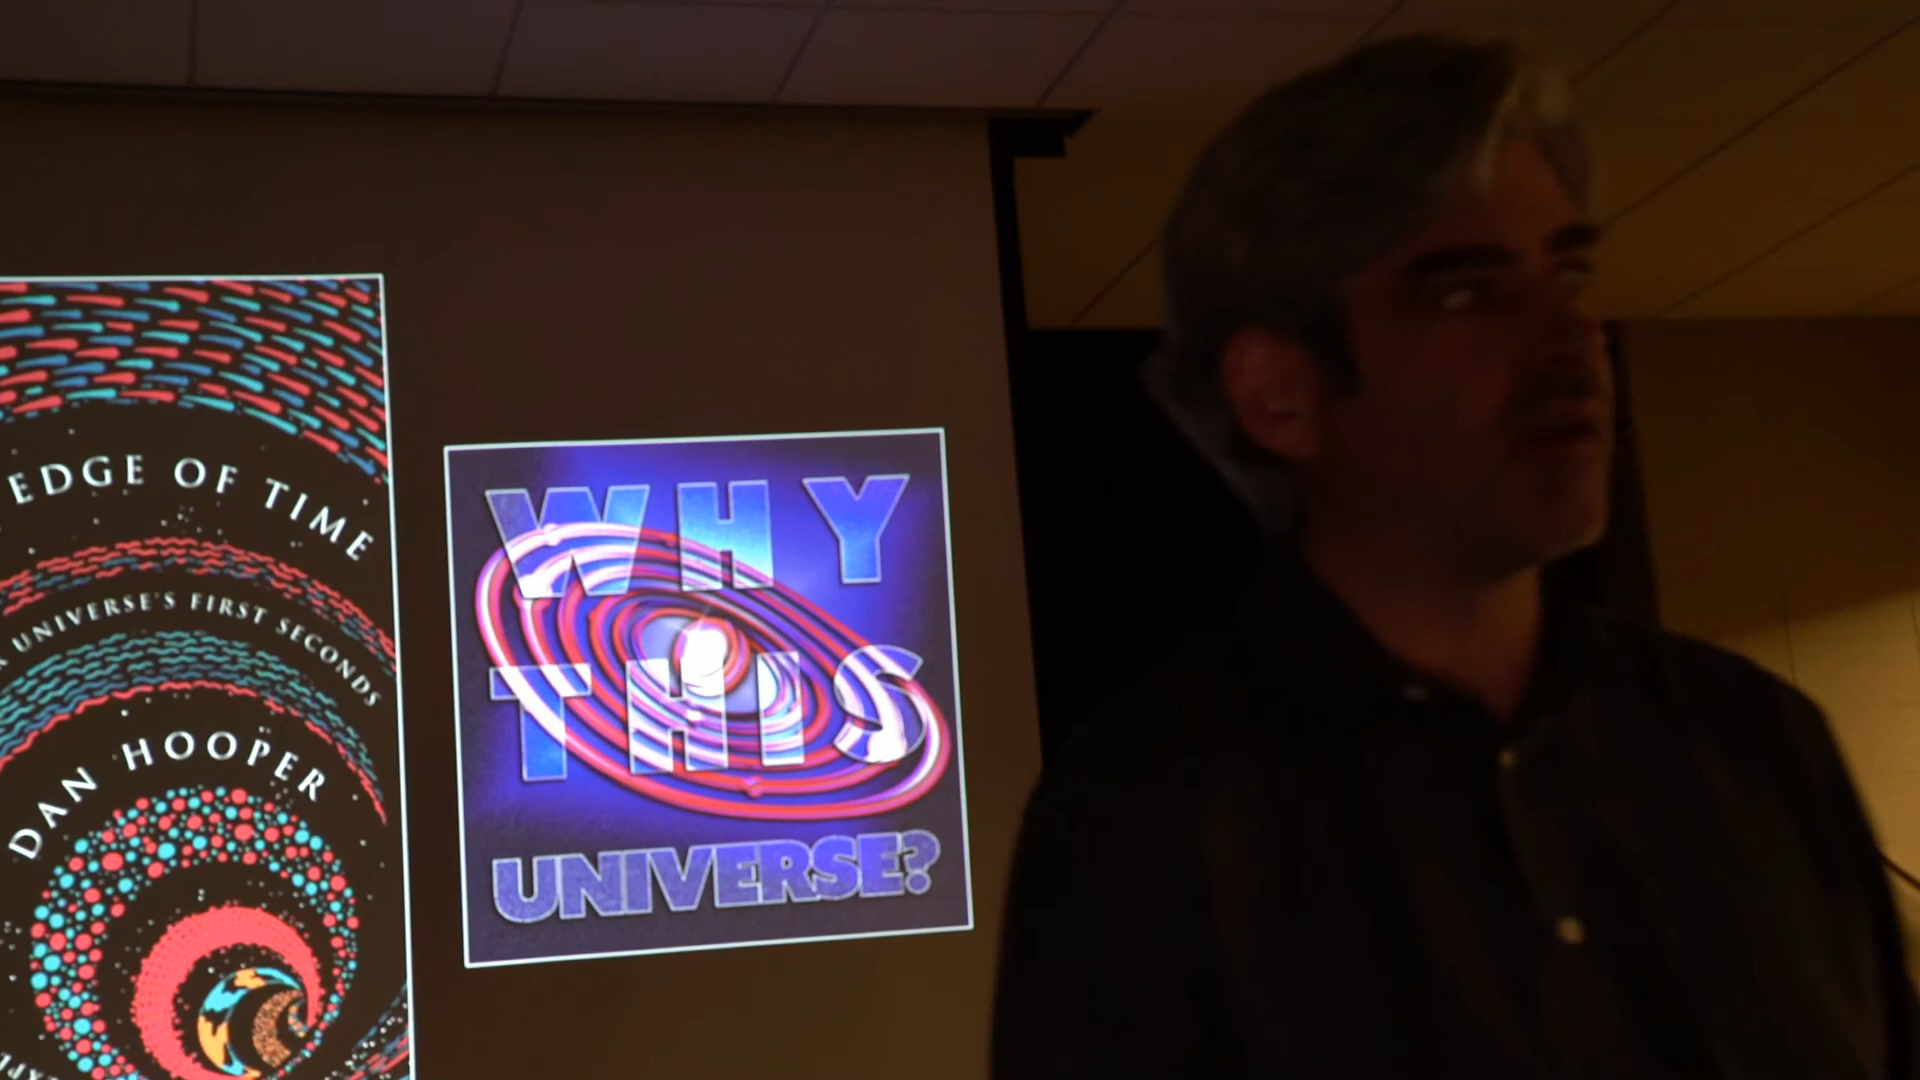 EDGE OF TIME
UNIVERSE'S FIRST SECONDS
DAN HOOPER
WHY
THIS
UNIVERSE?